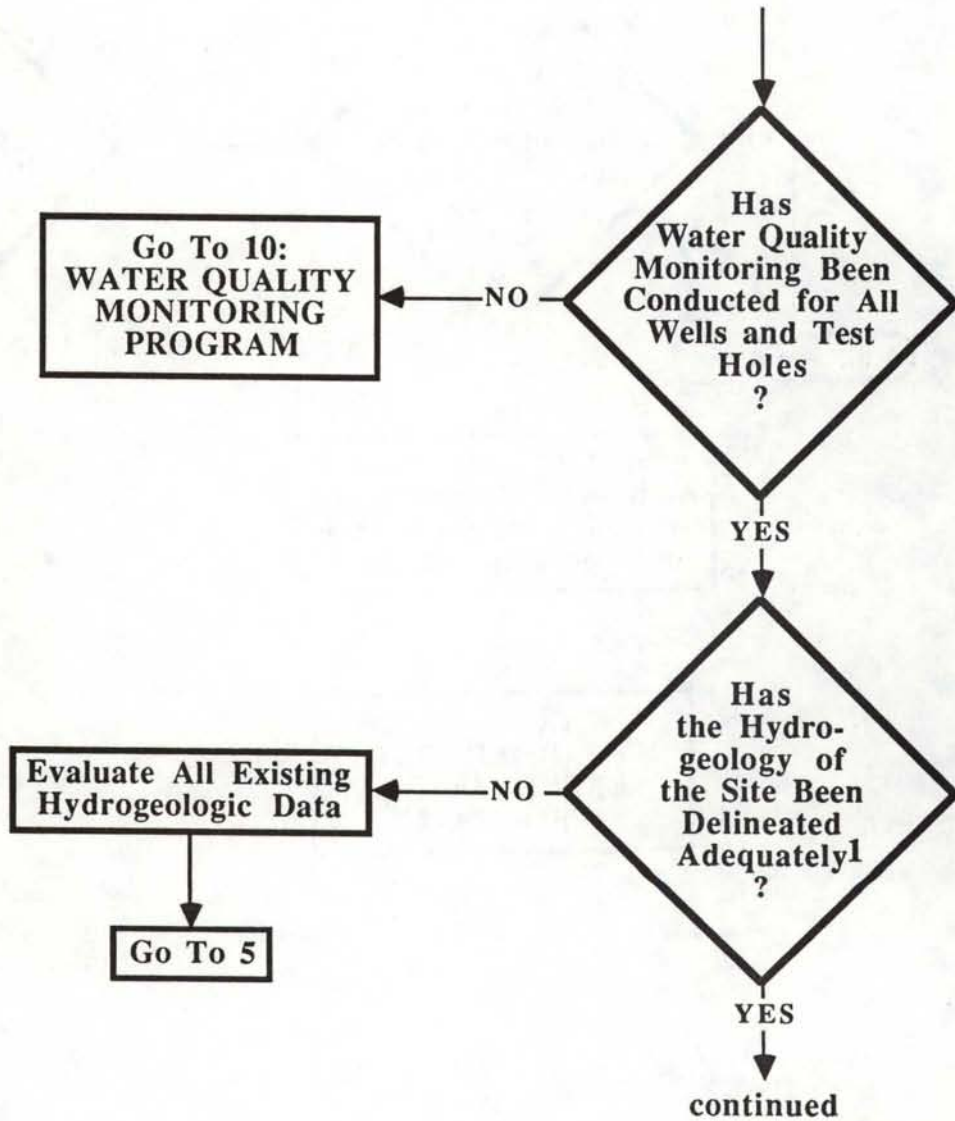 Has
Water Quality
Monitoring Been
Conducted for All
Wells and Test
Holes
?
NO
Go To 10:
WATER QUALITY
MONITORING
PROGRAM
YES
Has
the Hydro-
geology of
the Site Been
Delineated
Adequately1
?
NO
Evaluate All Existing
Hydrogeologic Data
Go To 5
YES
continued